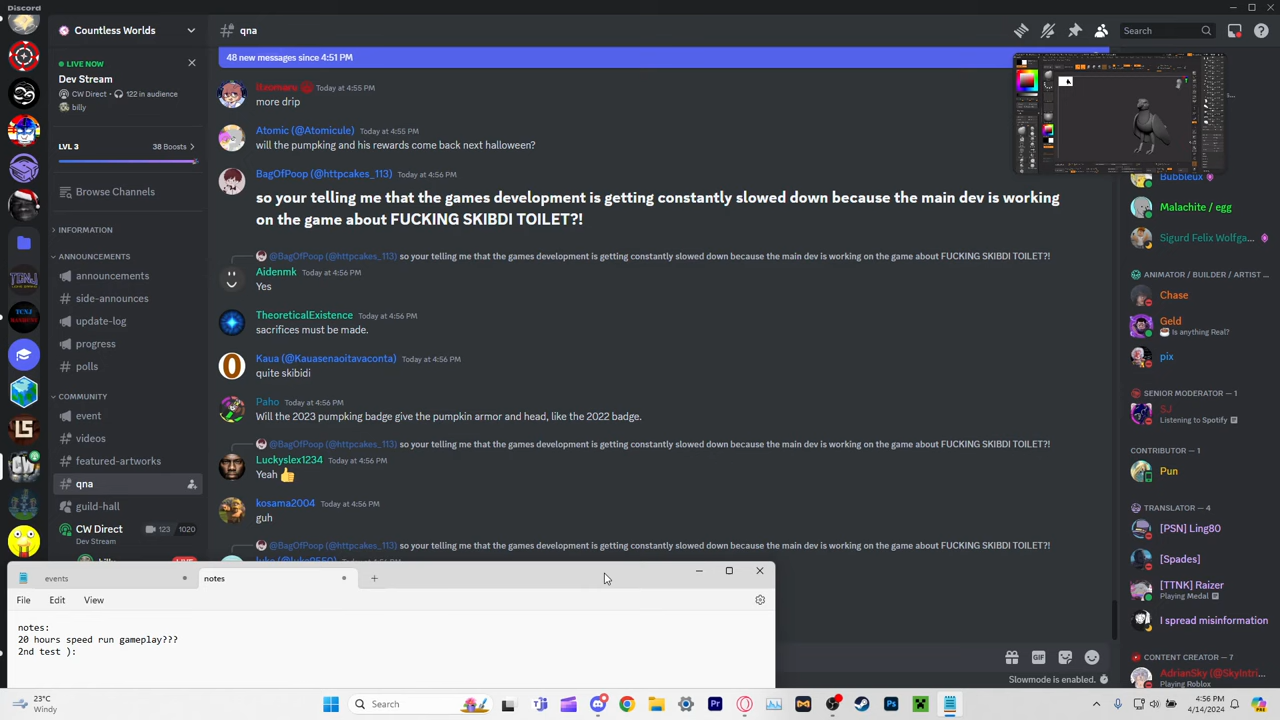 Discord
Countless Worlds
LIVE NOW
Dev Stream
CW Direct • 122 in audience
billy
LVL 3
38 Boosts
Browse Channels
INFORMATION
ANNOUNCEMENTS
announcements
side-announces
update-log
progress
polls
COMMUNITY
event
videos
featured-artworks
qna
guild-hall
CW Direct
123 1020
Dev Stream
LIVE
qna
Search
48 new messages since 4:51 PM
Today at 4:55 PM
more drip
Atomic (@Atomicule) Today at 4:55 PM
will the pumpking and his rewards come back next halloween?
BagOfPoop (@httpcakes_113) Today at 4:56 PM
so your telling me that the games development is getting constantly slowed down because the main dev is working
on the game about FUCKING SKIBDI TOILET?!
@BagOfPoop (@httpcakes_113) so your telling me that the games development is getting constantly slowed down because the main dev is working on the game about FUCKING SKIBDI TOILET?!
Aidenmk Today at 4:56 PM
Yes
TheoreticalExistence Today at 4:56 PM
sacrifices must be made.
Kaua (@Kauasenaoitavaconta) Today at 4:56 PM
quite skibidi
Paho Today at 4:56 PM
Will the 2023 pumpking badge give the pumpkin armor and head, like the 2022 badge.
@BagOfPoop (@httpcakes_113) so your telling me that the games development is getting constantly slowed down because the main dev is working on the game about FUCKING SKIBDI TOILET?!
Luckyslex1234 Today at 4:56 PM
Yeah
kosama2004 Today at 4:56 PM
guh
@BagOfPoop (@httpcakes_113) so your telling me that the games development is getting constantly slowed down because the main dev is working on the game about FUCKING SKIBDI TOILET?!
Slowmode is enabled.
Bubbleux
Malachite / egg
Sigurd Felix Wolfga...
ANIMATOR / BUILDER / ARTIST ...
Chase
Geld
Is anything Real?
pix
SENIOR MODERATOR — 1
SJ
Listening to Spotify
CONTRIBUTOR — 1
Pun
TRANSLATOR — 4
[PSN] Ling80
[Spades]
[TTNK] Raizer
Playing Medal
I spread misinformation
CONTENT CREATOR — 7
AdrianSky (@SkyIntri...
Playing Roblox
events
notes
File
Edit
View
notes:
20 hours speed run gameplay???
2nd test ):
23°C
Windy
Search
4:56 PM
4/14/2024